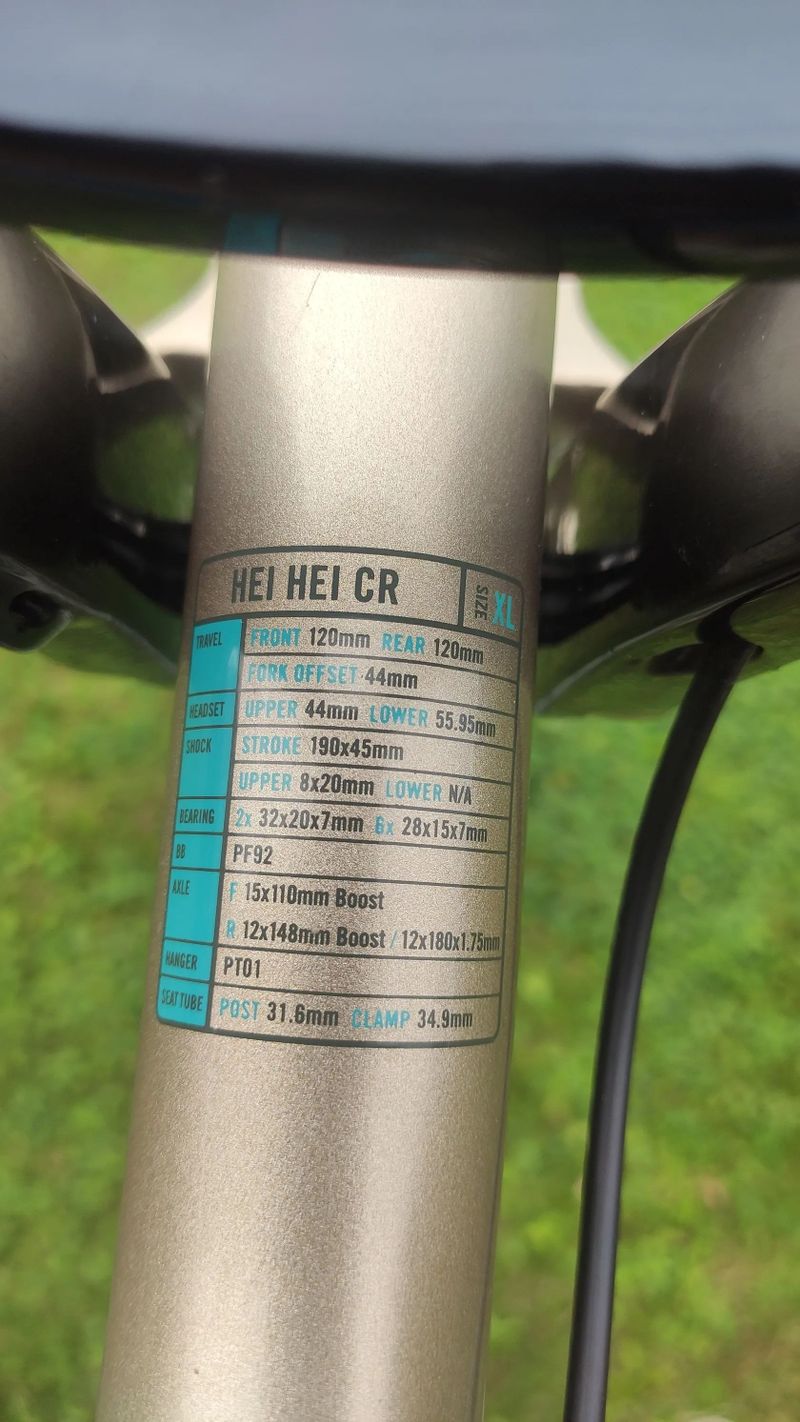 HEI HEI CR SIZE XL
TRAVEL FRONT 120mm REAR 120mm
FORK OFFSET 44mm
HEADSET UPPER 44mm LOWER 55.95mm
SHOCK STROKE 190x45mm
UPPER 8x20mm LOWER N/A
BEARING 2x 32x20x7mm 6x 28x15x7mm
BB PF92
AXLE F 15x110mm Boost
R 12x148mm Boost / 12x180x1.75mm
HANGER PT01
SEAT TUBE POST 31.6mm CLAMP 34.9mm